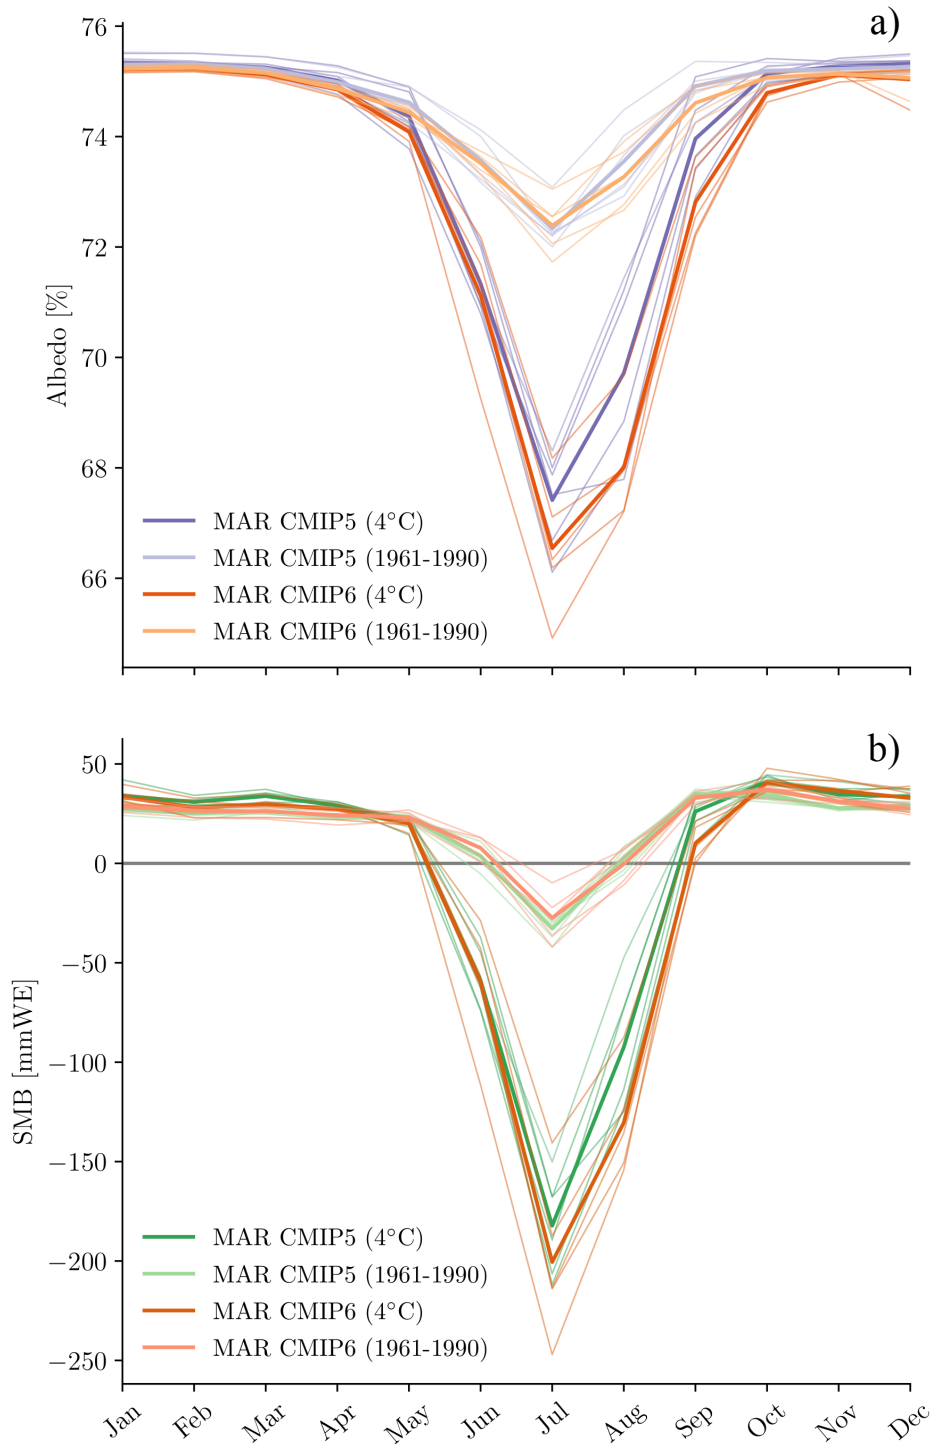 a)
76
74
72
70
68
66
Albedo [%]
MAR CMIP5 (4°C)
MAR CMIP5 (1961-1990)
MAR CMIP6 (4°C)
MAR CMIP6 (1961-1990)
b)
50
0
−50
−100
−150
−200
−250
SMB [mmWE]
MAR CMIP5 (4°C)
MAR CMIP5 (1961-1990)
MAR CMIP6 (4°C)
MAR CMIP6 (1961-1990)
Jan Feb Mar Apr May Jun Jul Aug Sep Oct Nov Dec